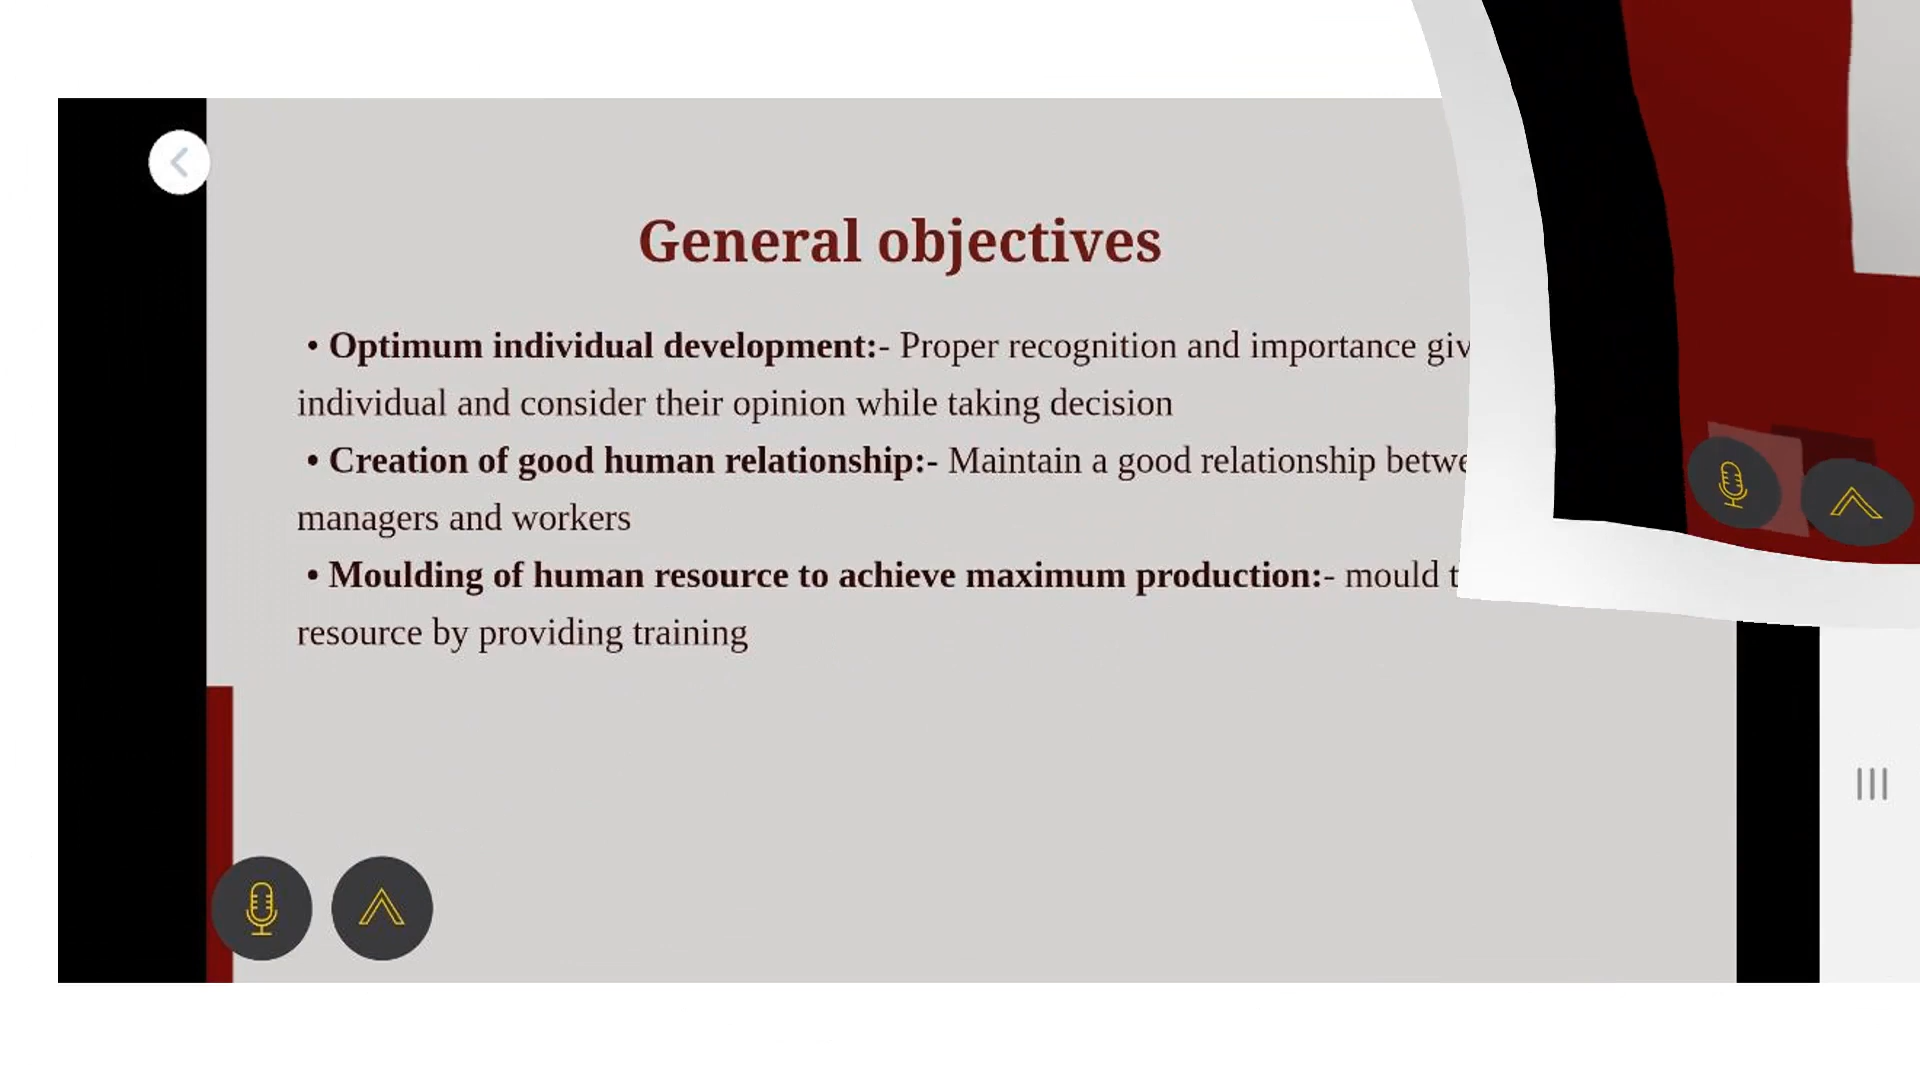 General objectives
• Optimum individual development:- Proper recognition and importance
individual and consider their opinion while taking decision
• Creation of good human relationship:- Maintain a good relationship
managers and workers
• Moulding of human resource to achieve maximum production:- mould
resource by providing training